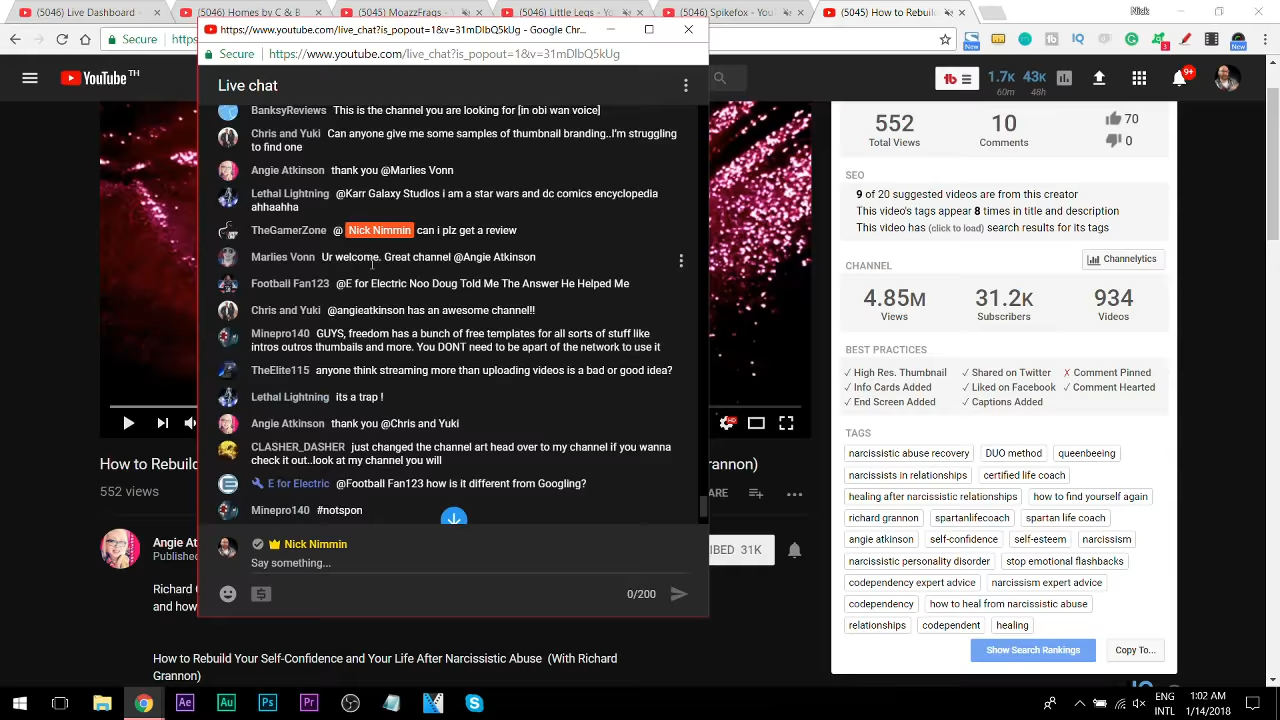 (5046) Live Dashboard -
(5046) Homes by C & B
(5045) MoazzFrags -
(5046) Little Legs -
(5046) Spikefox -
(5046) How to Rebuil
https://www.youtube.com/live_chat?is_popout=1&v=31mDIbQ5kUg - Google Chr...
Secure
Secure https://www.youtube.com/live_chat?is_popout=1&v=31mDIbQ5kUg
YouTube TH
Live chat
1.7K 43K
60m 48h
9+
BanksyReviews This is the channel you are looking for [in obi wan voice]
Chris and Yuki Can anyone give me some samples of thumbnail branding..I'm struggling
to find one
Angie Atkinson thank you @Marlies Vonn
Lethal Lightning @Karr Galaxy Studios i am a star wars and dc comics encyclopedia
ahhaahha
TheGamerZone @ Nick Nimmin can i plz get a review
Marlies Vonn Ur welcome. Great channel @Angie Atkinson
Football Fan123 @E for Electric Noo Doug Told Me The Answer He Helped Me
Chris and Yuki @angieatkinson has an awesome channel!!
Minepro140 GUYS, freedom has a bunch of free templates for all sorts of stuff like
intros outros thumbails and more. You DONT need to be apart of the network to use it
TheElite115 anyone think streaming more than uploading videos is a bad or good idea?
Lethal Lightning its a trap !
Angie Atkinson thank you @Chris and Yuki
CLASHER_DASHER just changed the channel art head over to my channel if you wanna
check it out..look at my channel you will
E for Electric @Football Fan123 how is it different from Googling?
Minepro140 #notspon
Nick Nimmin
Say something...
0/200
552 10 70
Total Views Comments 0
SEO
9 of 20 suggested videos are from this creator
This video's tags appear 8 times in title and description
This video has (click to load) search results for its tags
CHANNEL Channelytics
4.85M 31.2K 934
Views Subscribers Videos
BEST PRACTICES
✓ High Res. Thumbnail ✓ Shared on Twitter ✗ Comment Pinned
✓ Info Cards Added ✓ Liked on Facebook ✓ Comment Hearted
✓ End Screen Added ✓ Captions Added
TAGS
narcissistic abuse recovery DUO method queenbeeing
narcissists in relationships certified life coach
healing after narcissistic relationships how to find yourself again
richard grannon spartanlifecoach spartan life coach
angie atkinson self-confidence self-esteem narcissism
narcissistic personality disorder stop emotional flashbacks
codependency expert advice narcissism expert advice
codependency how to heal from narcissistic abuse
relationships codependent healing
Show Search Rankings Copy To...
HD
How to Rebuil
rannon)
552 views
ARE
Angie At
Publishe
IBED 31K
Richard
and how
How to Rebuild Your Self-Confidence and Your Life After Narcissistic Abuse (With Richard
Grannon)
Ae Au Ps Pr
ENG 1:02 AM
INTL 1/14/2018